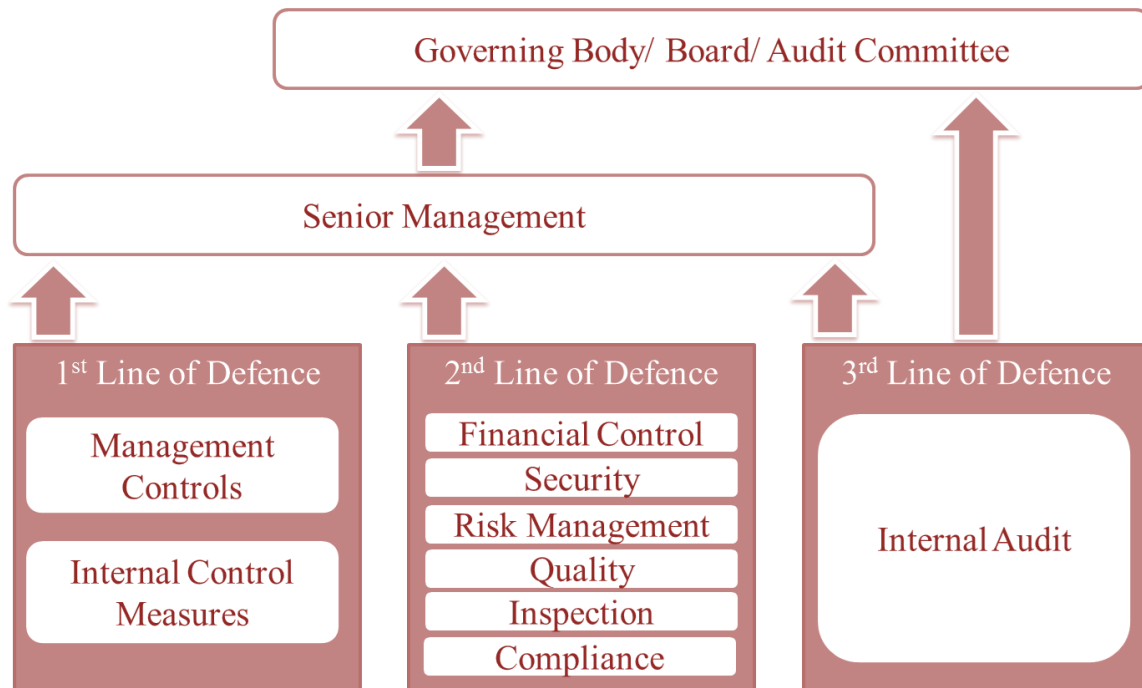 Governing Body/ Board/ Audit Committee
Senior Management
1st Line of Defence
Management
Controls
Internal Control
Measures
2nd Line of Defence
Financial Control
Security
Risk Management
Quality
Inspection
Compliance
3rd Line of Defence
Internal Audit